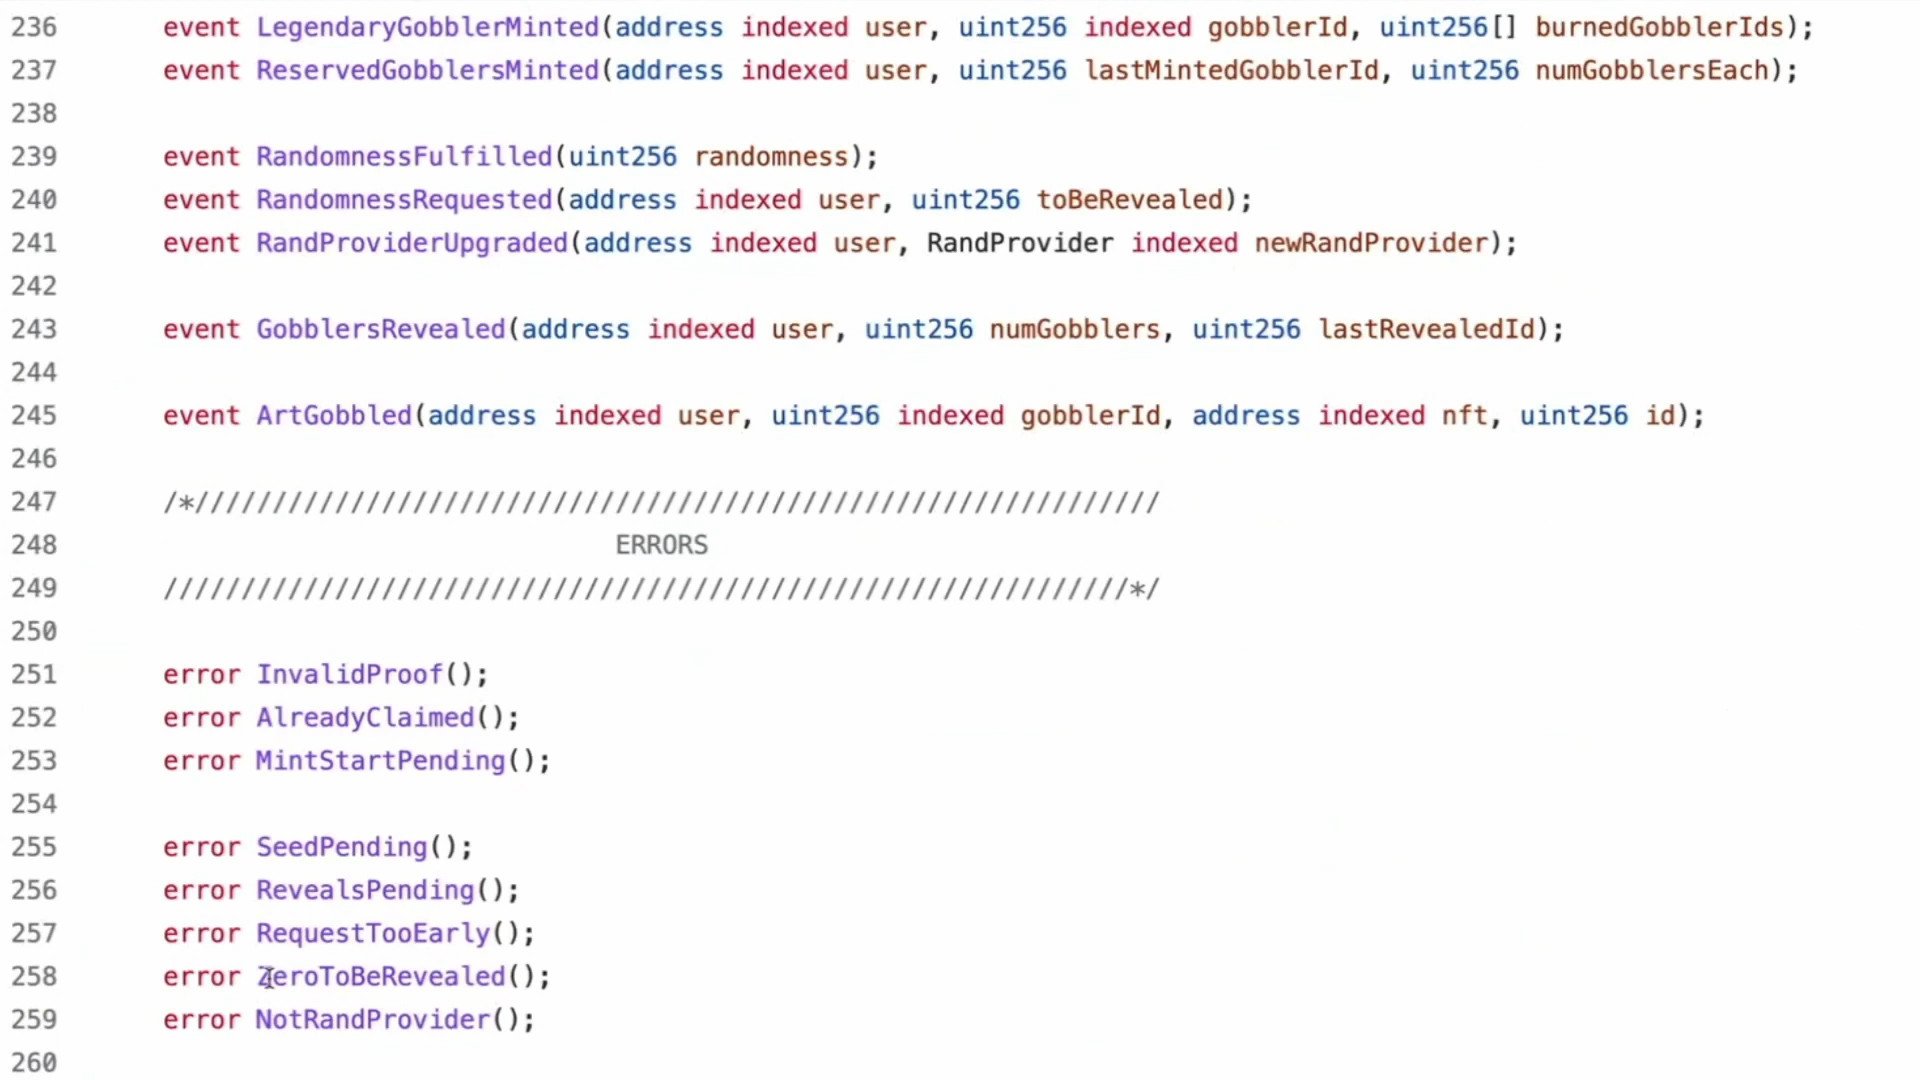 236 event LegendaryGobblerMinted(address indexed user, uint256 indexed gobblerId, uint256[] burnedGobblerIds);
237 event ReservedGobblersMinted(address indexed user, uint256 lastMintedGobblerId, uint256 numGobblersEach);
238
239 event RandomnessFulfilled(uint256 randomness);
240 event RandomnessRequested(address indexed user, uint256 toBeRevealed);
241 event RandProviderUpgraded(address indexed user, RandProvider indexed newRandProvider);
242
243 event GobblersRevealed(address indexed user, uint256 numGobblers, uint256 lastRevealedId);
244
245 event ArtGobbled(address indexed user, uint256 indexed gobblerId, address indexed nft, uint256 id);
246
247 /*//////////////////////////////////////////////////////////////
248 ERRORS
249 //////////////////////////////////////////////////////////////*/
250
251 error InvalidProof();
252 error AlreadyClaimed();
253 error MintStartPending();
254
255 error SeedPending();
256 error RevealsPending();
257 error RequestTooEarly();
258 error ZeroToBeRevealed();
259 error NotRandProvider();
260